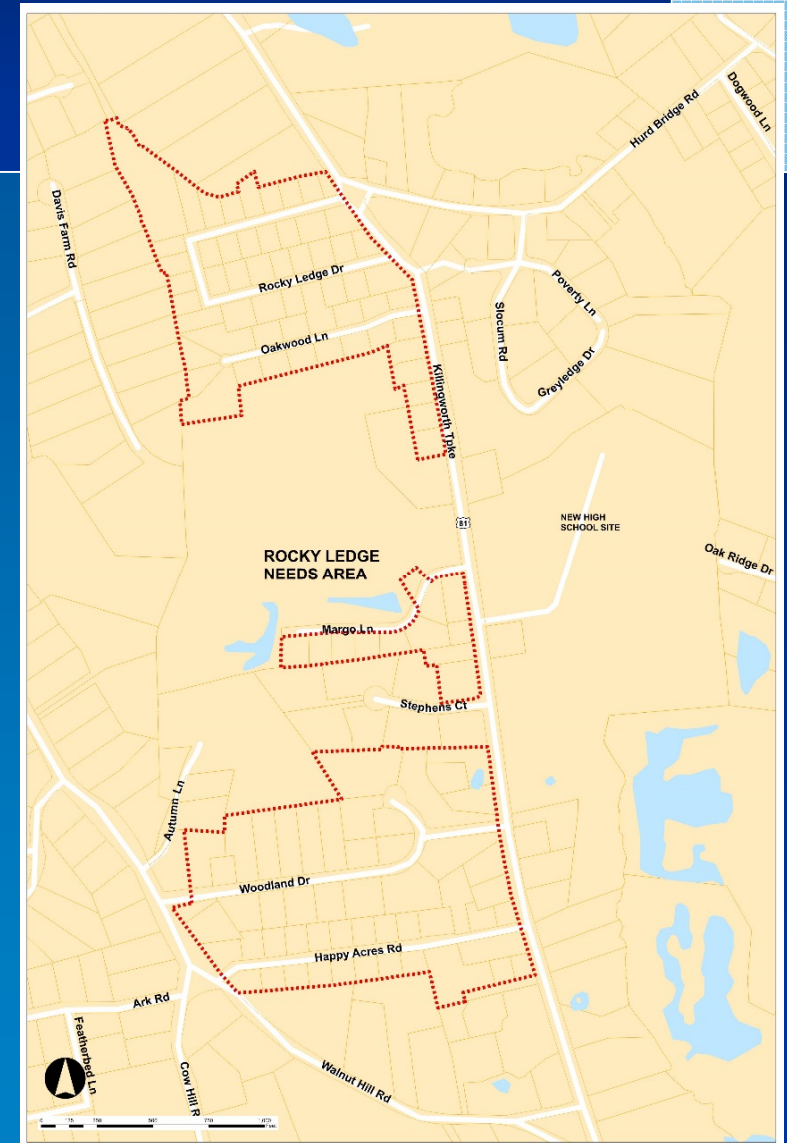 Dogwood Ln
Hurd Bridge Rd
Davis Farm Rd
Rocky Ledge Dr
Poverty Ln
Slocum Rd
Oakwood Ln
Greyledge Dr
Killingworth Tpke
81
NEW HIGH
SCHOOL SITE
ROCKY LEDGE
NEEDS AREA
Oak Ridge Dr
Margo Ln
Stephens Ct
Autumn Ln
Woodland Dr
Happy Acres Rd
Ark Rd
Featherbed Ln
Cow Hill R
Walnut Hill Rd